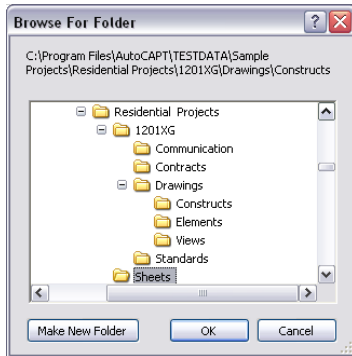 Browse For Folder
C:\Program Files\AutoCAPT\TESTDATA\Sample
Projects\Residential Projects\1201XG\Drawings\Constructs
Residential Projects
1201XG
Communication
Contracts
Drawings
Constructs
Elements
Views
Standards
Sheets
Make New Folder OK Cancel